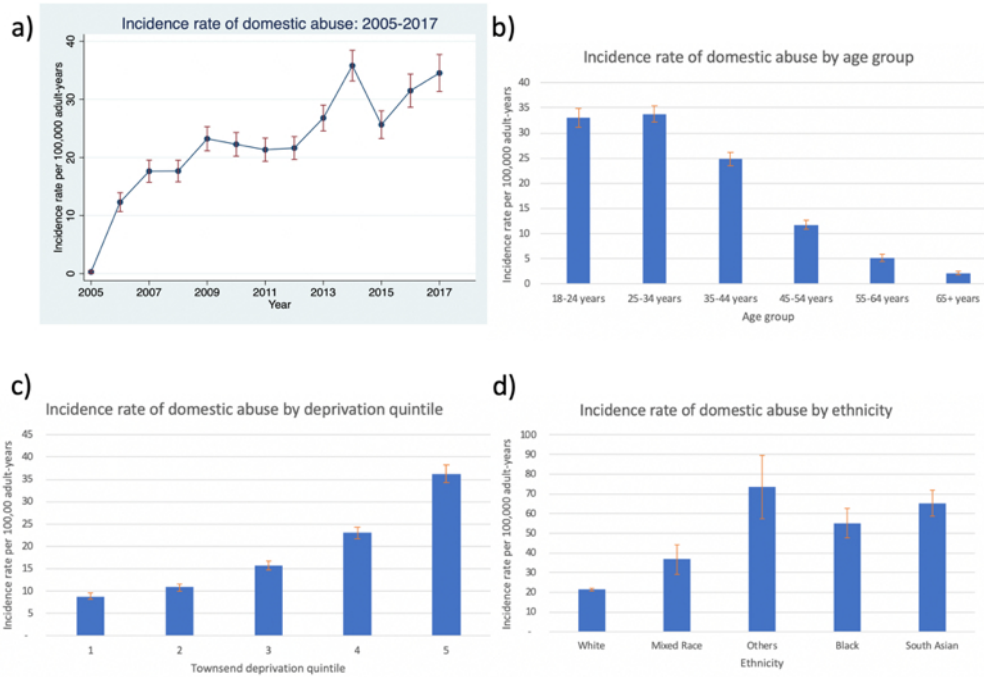 a)
Incidence rate of domestic abuse: 2005-2017
Incidence rate per 100,000 adult-years
40
30
20
10
0
2005 2007 2009 2011 2013 2015 2017
Year
b)
Incidence rate of domestic abuse by age group
Incidence rate per 100,000 adult-years
40
35
30
25
20
15
10
5
0
18-24 years 25-34 years 35-44 years 45-54 years 55-64 years 65+ years
Age group
c)
Incidence rate of domestic abuse by deprivation quintile
Incidence rate per 100,00 adult-years
45
40
35
30
25
20
15
10
5
-
1 2 3 4 5
Townsend deprivation quintile
d)
Incidence rate of domestic abuse by ethnicity
Incidence rate per 100,000 adult-years
100
90
80
70
60
50
40
30
20
10
-
White Mixed Race Others Black South Asian
Ethnicity